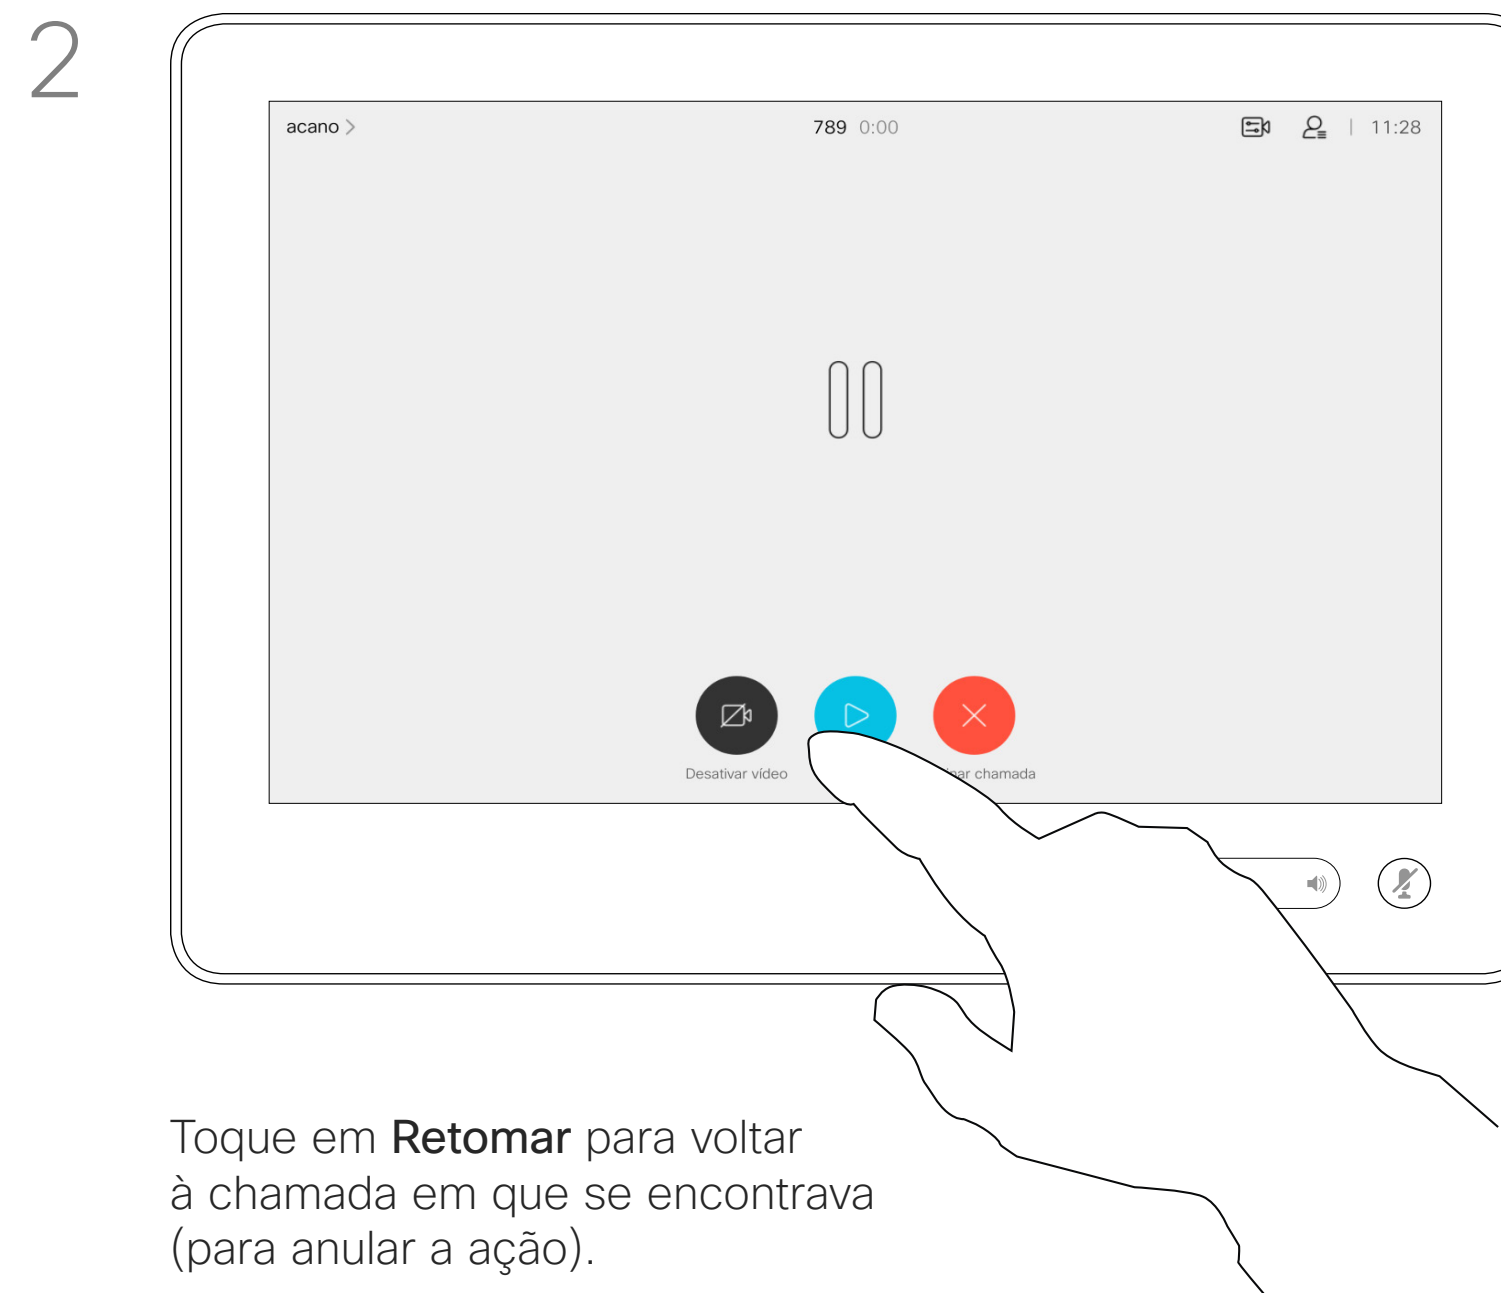 2
acano
789 0:00
11:28
Desativar vídeo
chamada
Toque em Retomar para voltar
à chamada em que se encontrava
(para anular a ação).